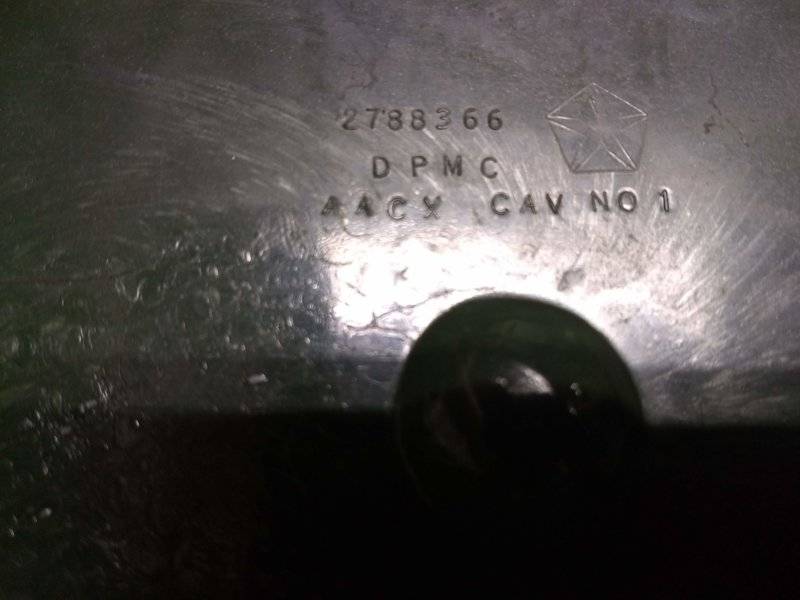 2788366
DPMC
AACX CAV NO 1